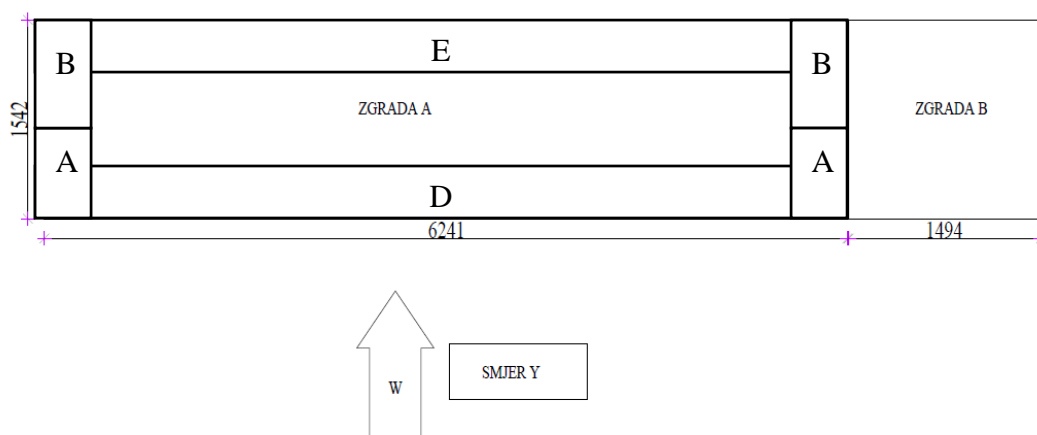 B E B
1542 ZGRADA A ZGRADA B
A D A
6241 1494
W SMJER Y